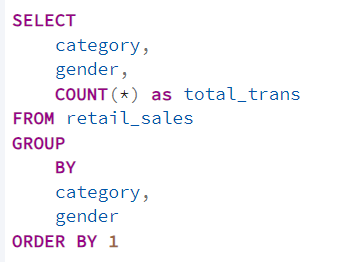 SELECT
    category,
    gender,
    COUNT(*) as total_trans
FROM retail_sales
GROUP
    BY
    category,
    gender
ORDER BY 1